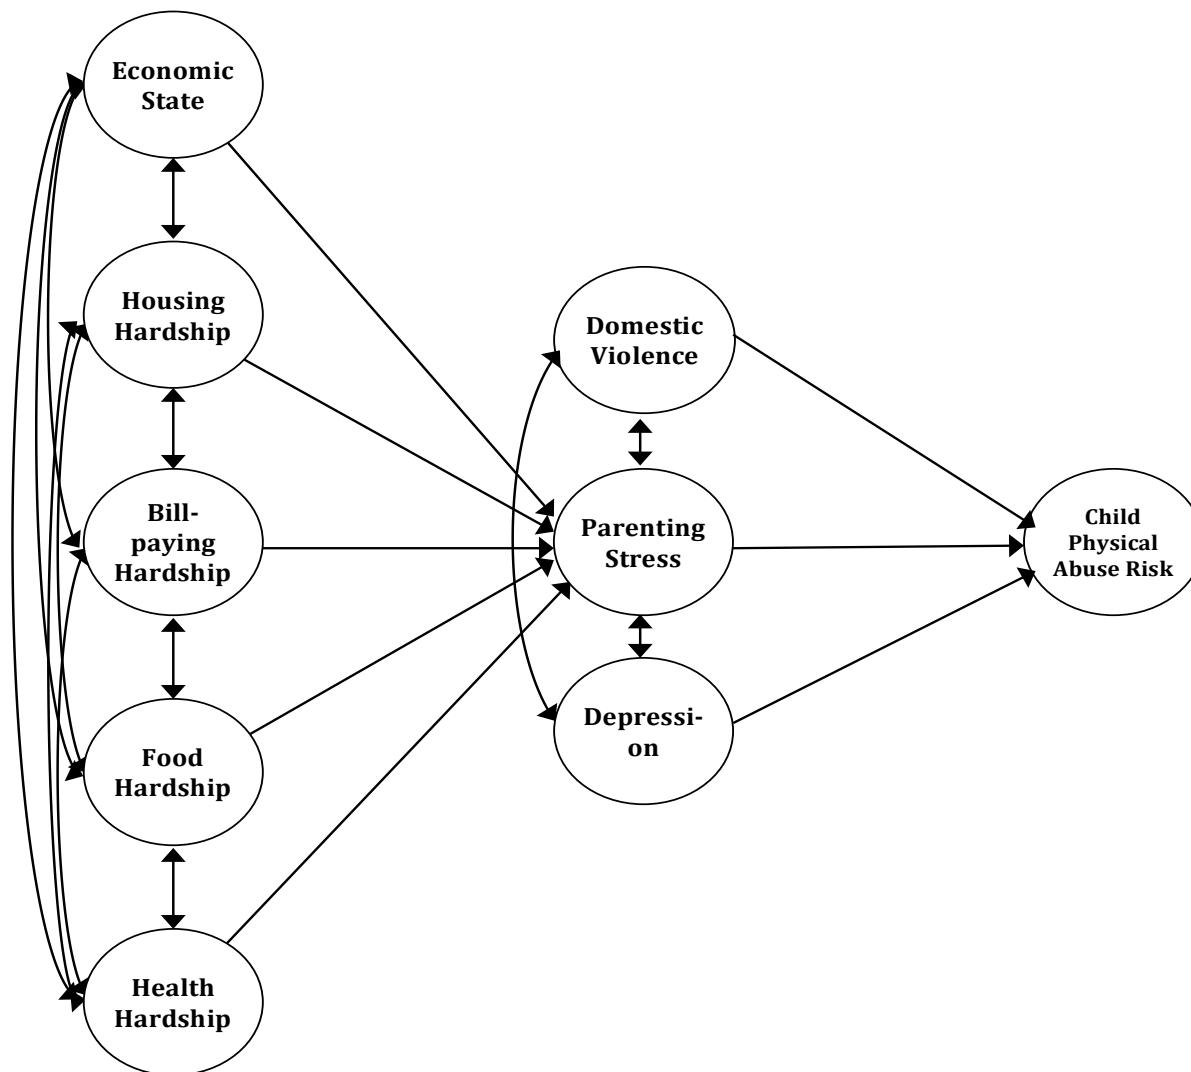 Economic
State
Housing
Hardship
Bill-
paying
Hardship
Food
Hardship
Health
Hardship
Domestic
Violence
Parenting
Stress
Depressi-
on
Child
Physical
Abuse Risk